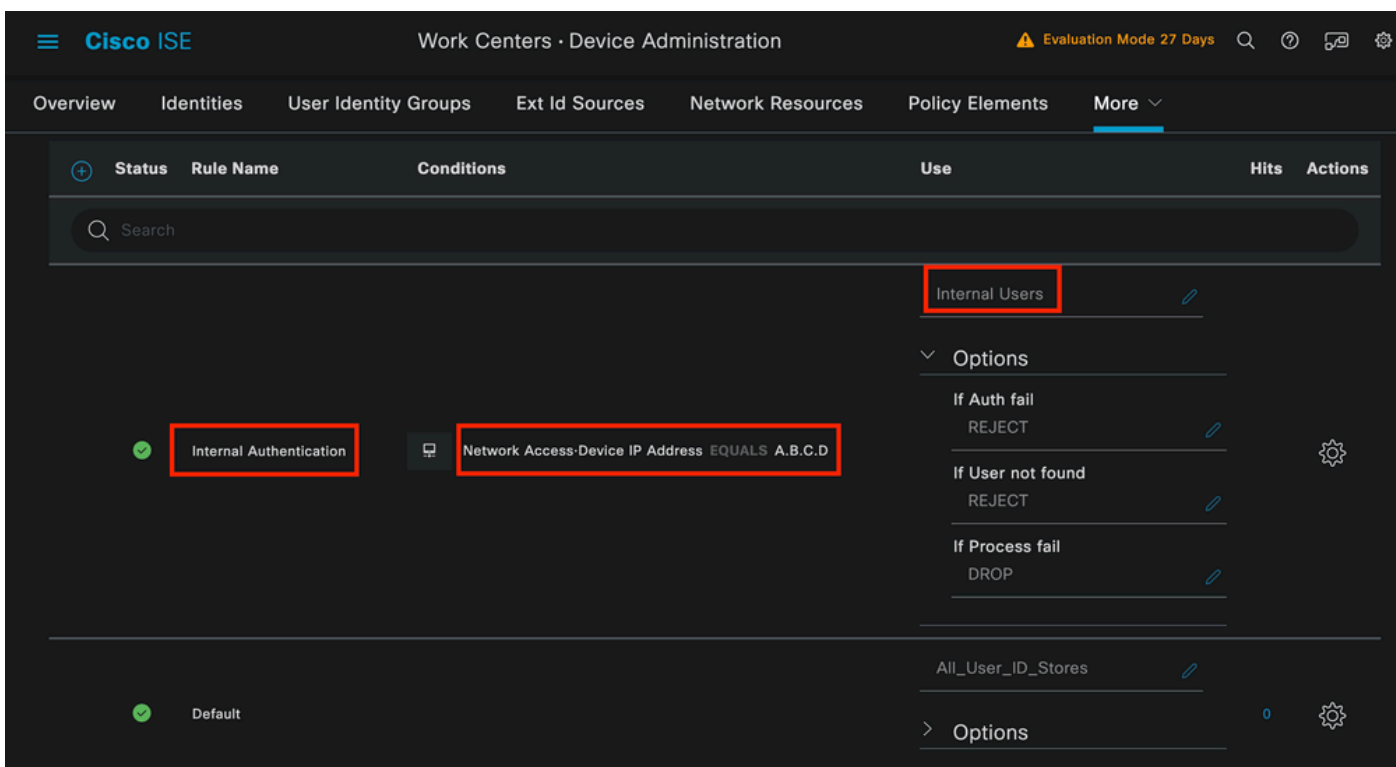 Cisco ISE
Work Centers · Device Administration
Evaluation Mode 27 Days
Overview Identities User Identity Groups Ext Id Sources Network Resources Policy Elements More
Status Rule Name Conditions Use Hits Actions
Search
Internal Users
Options
If Auth fail
REJECT
Internal Authentication Network Access·Device IP Address EQUALS A.B.C.D
If User not found
REJECT
If Process fail
DROP
All_User_ID_Stores
Default 0
Options